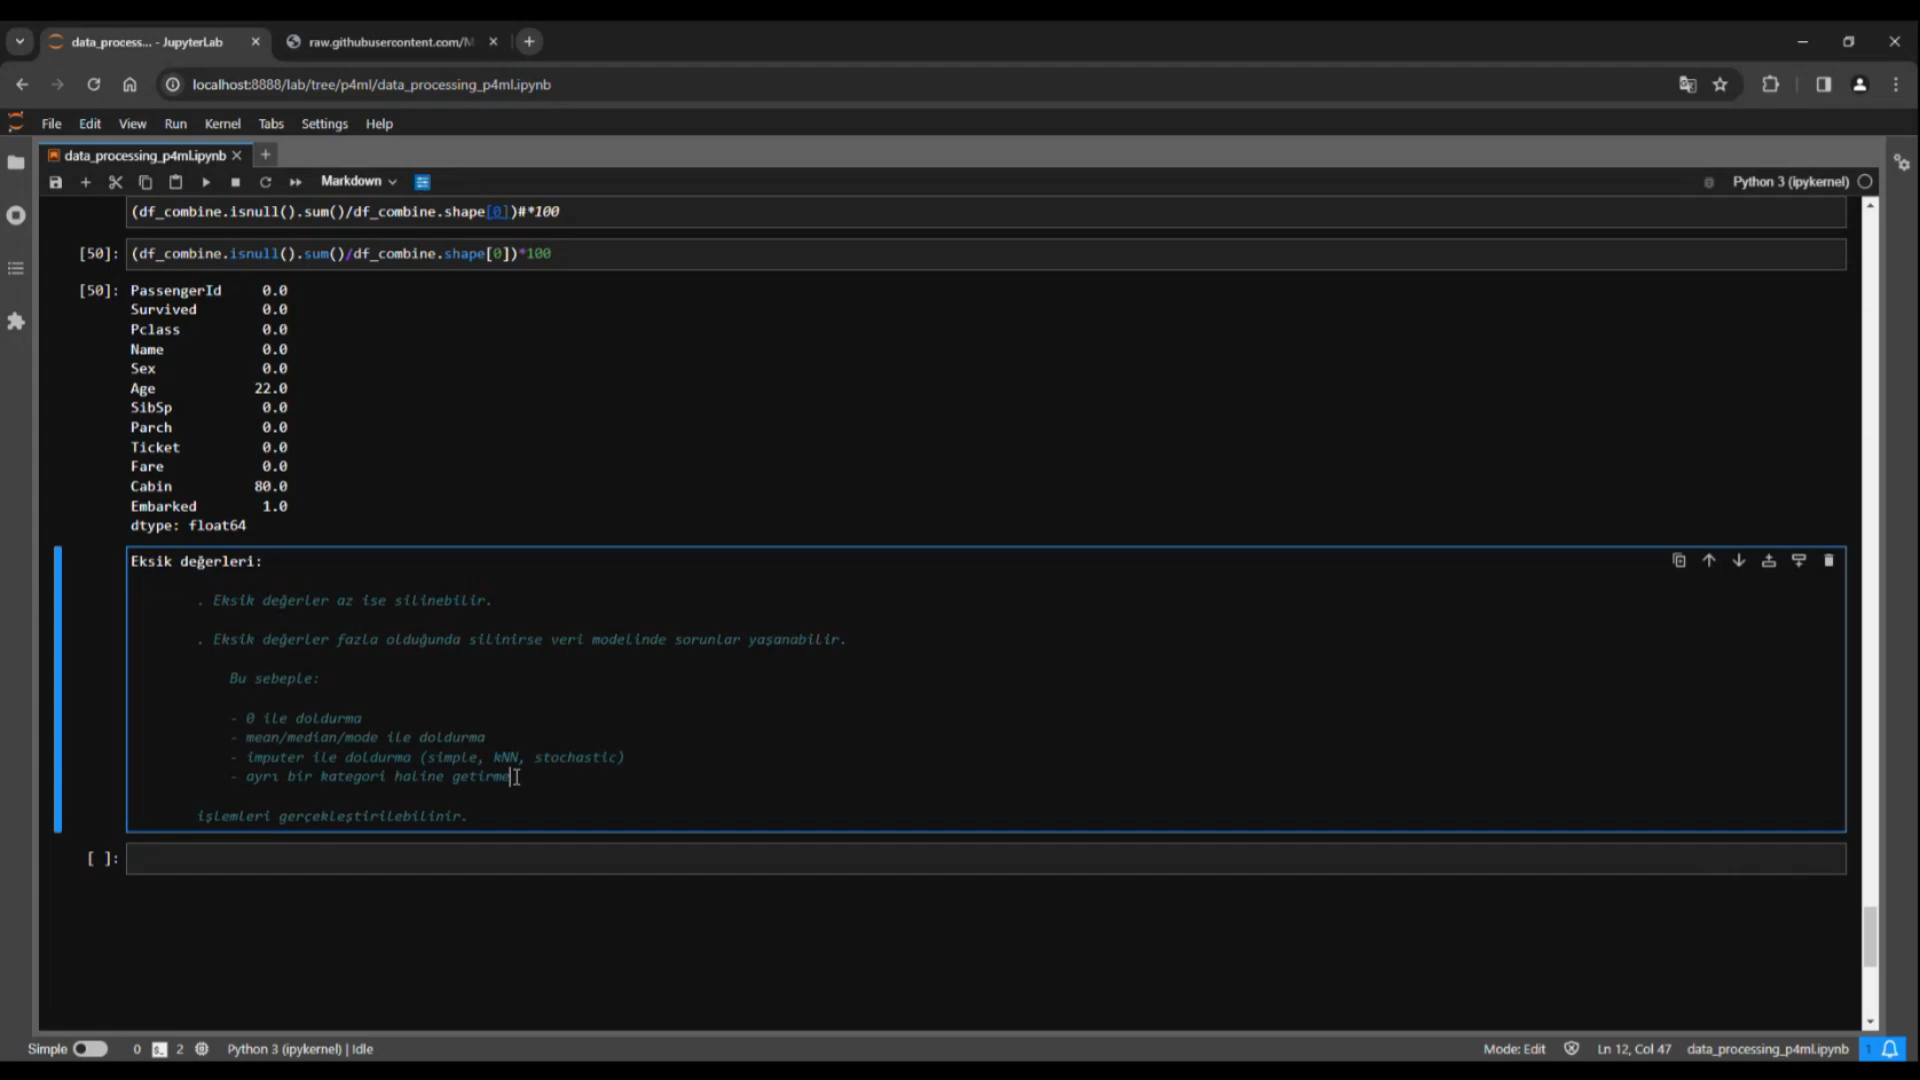 data_process... - JupyterLab
raw.githubusercontent.com/M
localhost:8888/lab/tree/p4ml/data_processing_p4ml.ipynb
File Edit View Run Kernel Tabs Settings Help
data_processing_p4ml.ipynb
Markdown
Python 3 (ipykernel)
(df_combine.isnull().sum()/df_combine.shape[0])#*100
[50]: (df_combine.isnull().sum()/df_combine.shape[0])*100
[50]: PassengerId 0.0
Survived 0.0
Pclass 0.0
Name 0.0
Sex 0.0
Age 22.0
SibSp 0.0
Parch 0.0
Ticket 0.0
Fare 0.0
Cabin 80.0
Embarked 1.0
dtype: float64
Eksik değerleri:
. Eksik değerler az ise silinebilir.
. Eksik değerler fazla olduğunda silinirse veri modelinde sorunlar yaşanabilir.
Bu sebeple:
- 0 ile doldurma
- mean/median/mode ile doldurma
- imputer ile doldurma (simple, kNN, stochastic)
- ayrı bir kategori haline getirme
işlemleri gerçekleştirilebilinir.
[ ]:
Simple 0 2 Python 3 (ipykernel) | Idle
Mode: Edit Ln 12, Col 47 data_processing_p4ml.ipynb 1